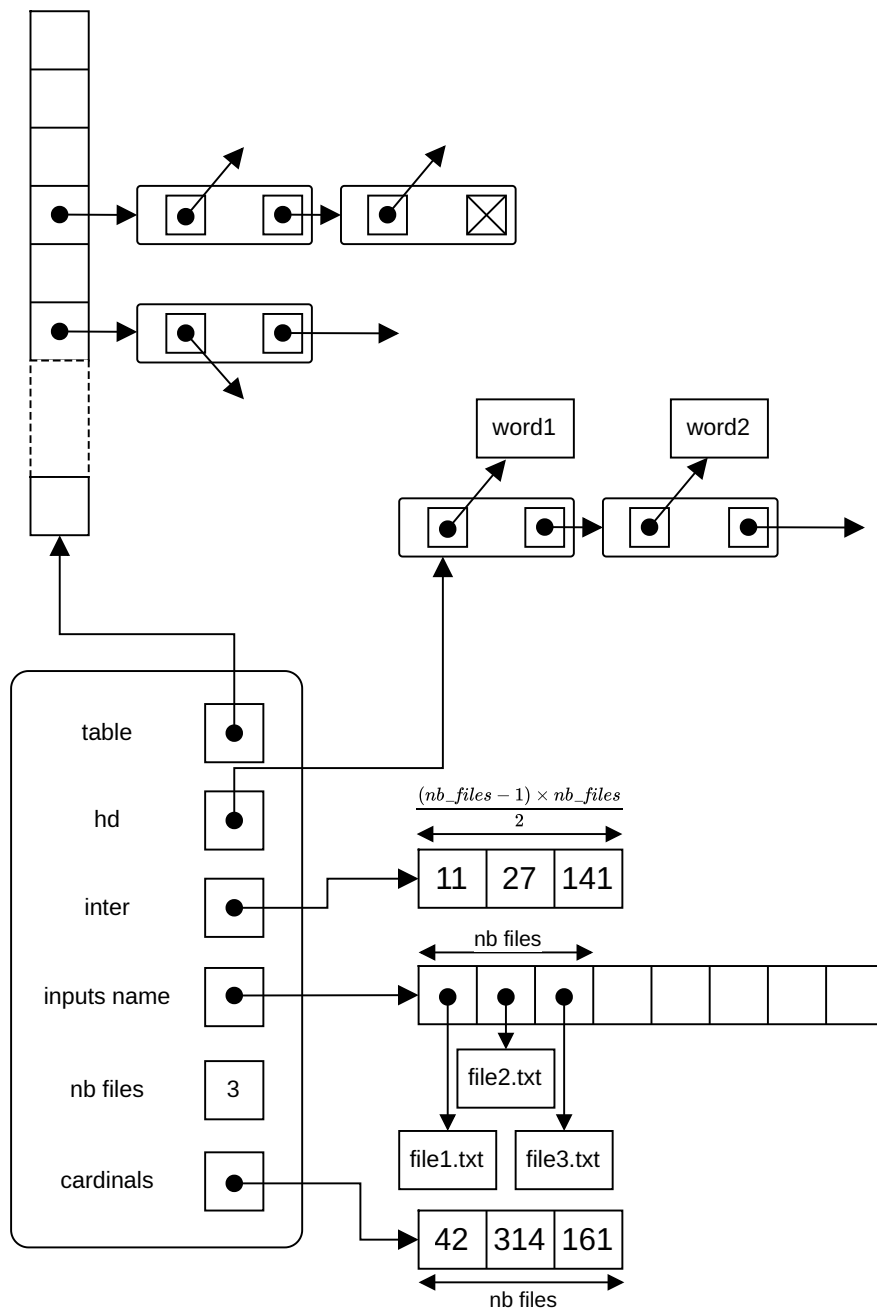 word1
word2
table
hd
(nb_files − 1) × nb_files
2
inter
11 27 141
nb files
inputs name
file2.txt
nb files
3
file1.txt
file3.txt
cardinals
42 314 161
nb files